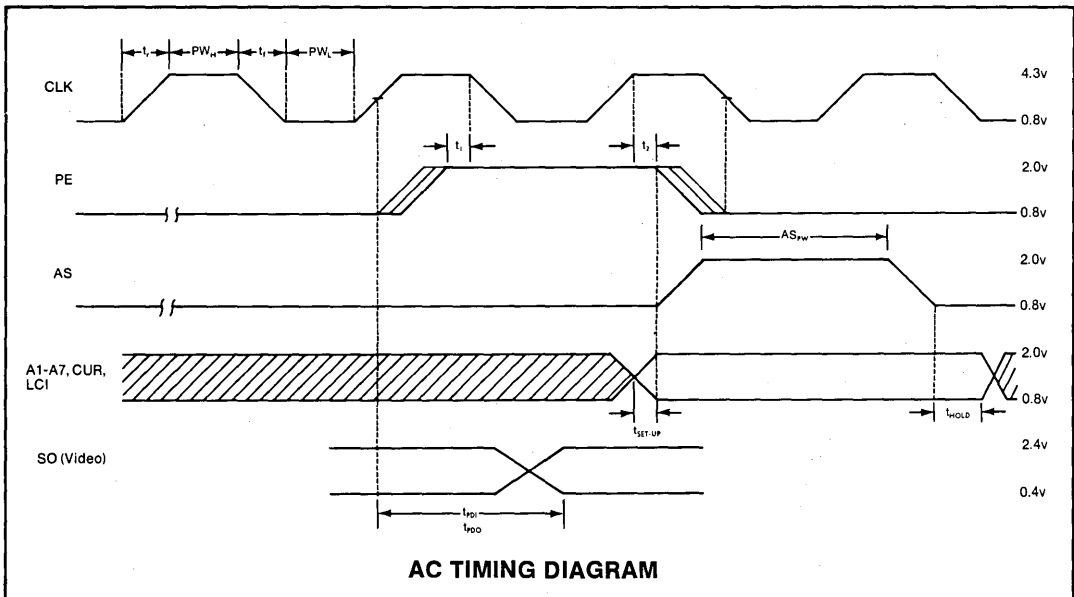 tr PWH tf PWL
CLK
4.3v
0.8v
t1 t2
PE
2.0v
0.8v
ASPW
AS
2.0v
0.8v
A1-A7, CUR,
LCI
2.0v
0.8v
tSET-UP
tHOLD
SO (Video)
2.4v
0.4v
tPDI
tPDO
AC TIMING DIAGRAM